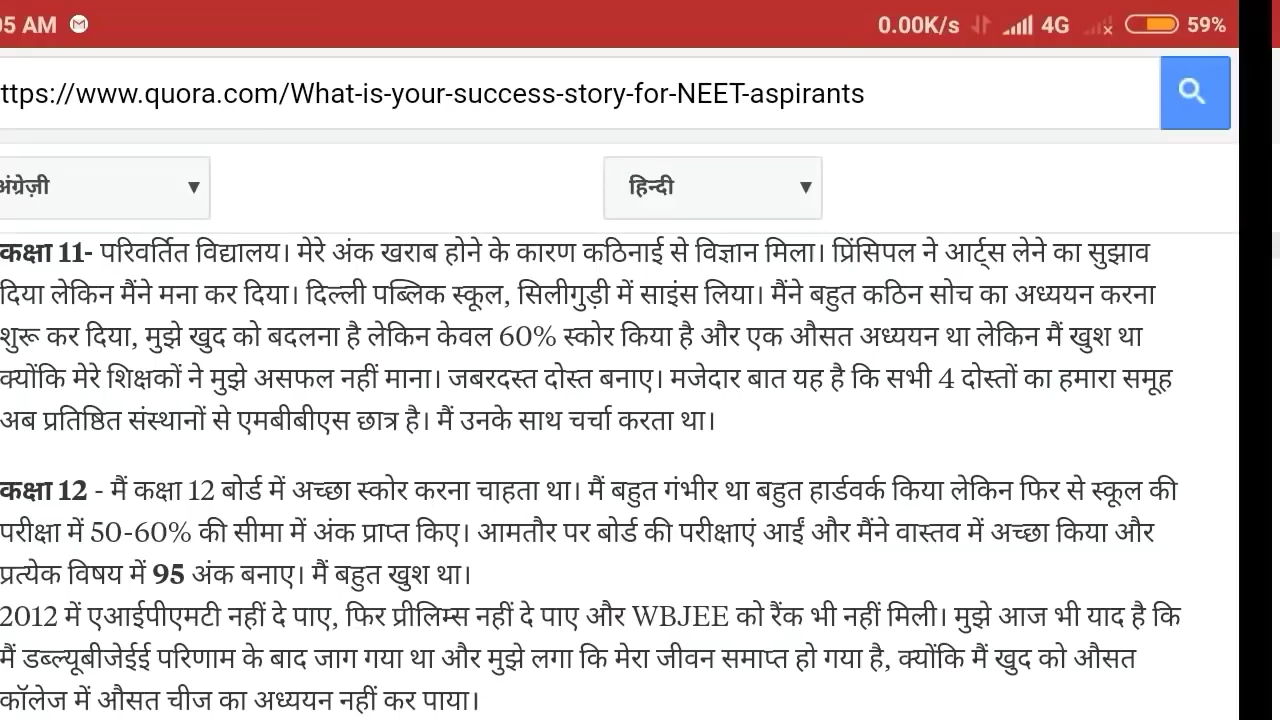 05 AM
0.00K/s 4G 59%
ttps://www.quora.com/What-is-your-success-story-for-NEET-aspirants
अंग्रेज़ी ▼ हिन्दी ▼
कक्षा 11- परिवर्तित विद्यालय। मेरे अंक खराब होने के कारण कठिनाई से विज्ञान मिला। प्रिंसिपल ने आर्ट्स लेने का सुझाव
दिया लेकिन मैंने मना कर दिया। दिल्ली पब्लिक स्कूल, सिलीगुड़ी में साइंस लिया। मैंने बहुत कठिन सोच का अध्ययन करना
शुरू कर दिया, मुझे खुद को बदलना है लेकिन केवल 60% स्कोर किया है और एक औसत अध्ययन था लेकिन मैं खुश था
क्योंकि मेरे शिक्षकों ने मुझे असफल नहीं माना। जबरदस्त दोस्त बनाए। मजेदार बात यह है कि सभी 4 दोस्तों का हमारा समूह
अब प्रतिष्ठित संस्थानों से एमबीबीएस छात्र है। मैं उनके साथ चर्चा करता था।
कक्षा 12 - मैं कक्षा 12 बोर्ड में अच्छा स्कोर करना चाहता था। मैं बहुत गंभीर था बहुत हार्डवर्क किया लेकिन फिर से स्कूल की
परीक्षा में 50-60% की सीमा में अंक प्राप्त किए। आमतौर पर बोर्ड की परीक्षाएं आईं और मैंने वास्तव में अच्छा किया और
प्रत्येक विषय में 95 अंक बनाए। मैं बहुत खुश था।
2012 में एआईपीएमटी नहीं दे पाए, फिर प्रीलिम्स नहीं दे पाए और WBJEE को रैंक भी नहीं मिली। मुझे आज भी याद है कि
मैं डब्ल्यूबीजेईई परिणाम के बाद जाग गया था और मुझे लगा कि मेरा जीवन समाप्त हो गया है, क्योंकि मैं खुद को औसत
कॉलेज में औसत चीज का अध्ययन नहीं कर पाया।